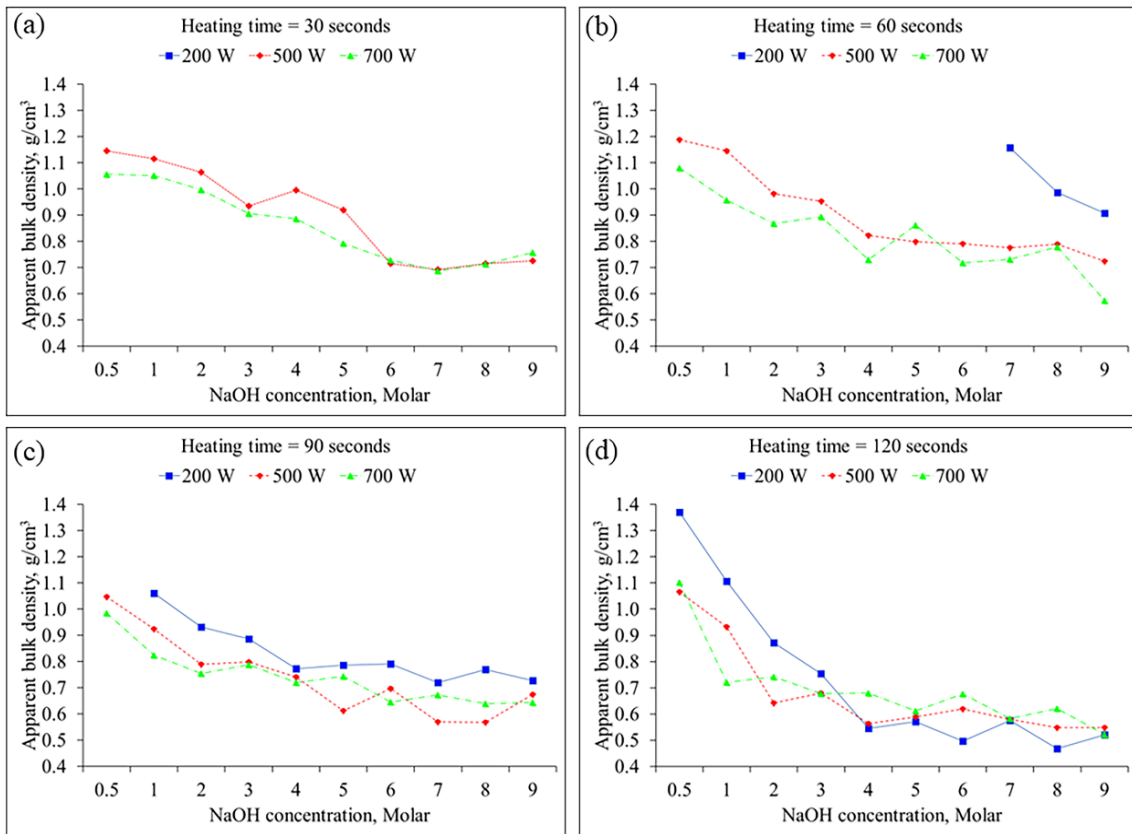 (a)
Heating time = 30 seconds
200 W 500 W 700 W
Apparent bulk density, g/cm³
1.4
1.3
1.2
1.1
1.0
0.9
0.8
0.7
0.6
0.5
0.4
0.5 1 2 3 4 5 6 7 8 9
NaOH concentration, Molar
(b)
Heating time = 60 seconds
200 W 500 W 700 W
Apparent bulk density, g/cm³
1.4
1.3
1.2
1.1
1.0
0.9
0.8
0.7
0.6
0.5
0.4
0.5 1 2 3 4 5 6 7 8 9
NaOH concentration, Molar
(c)
Heating time = 90 seconds
200 W 500 W 700 W
Apparent bulk density, g/cm³
1.4
1.3
1.2
1.1
1.0
0.9
0.8
0.7
0.6
0.5
0.4
0.5 1 2 3 4 5 6 7 8 9
NaOH concentration, Molar
(d)
Heating time = 120 seconds
200 W 500 W 700 W
Apparent bulk density, g/cm³
1.4
1.3
1.2
1.1
1.0
0.9
0.8
0.7
0.6
0.5
0.4
0.5 1 2 3 4 5 6 7 8 9
NaOH concentration, Molar